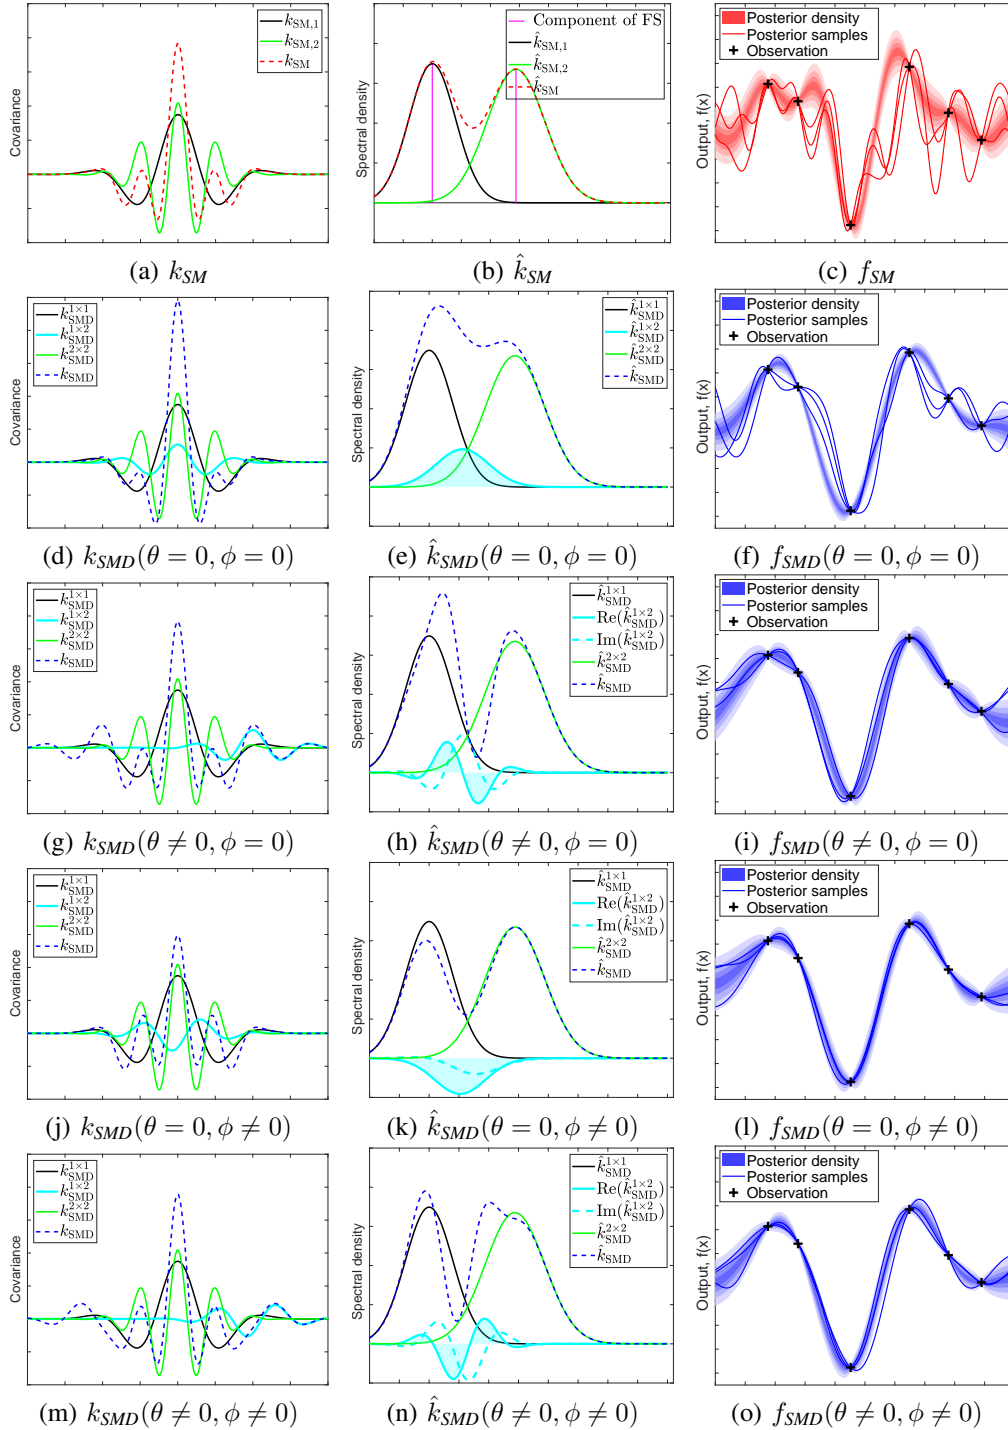 Covariance
k_SM,1
k_SM,2
k_SM
(a) k_SM
Spectral density
Component of FS
k̂_SM,1
k̂_SM,2
k̂_SM
(b) k̂_SM
Output, f(x)
Posterior density
Posterior samples
Observation
(c) f_SM
Covariance
k_SMD^1×1
k_SMD^1×2
k_SMD^2×2
k_SMD
(d) k_SMD(θ = 0, ϕ = 0)
Spectral density
k̂_SMD^1×1
k̂_SMD^1×2
k̂_SMD^2×2
k̂_SMD
(e) k̂_SMD(θ = 0, ϕ = 0)
Output, f(x)
Posterior density
Posterior samples
Observation
(f) f_SMD(θ = 0, ϕ = 0)
Covariance
k_SMD^1×1
k_SMD^1×2
k_SMD^2×2
k_SMD
(g) k_SMD(θ ≠ 0, ϕ = 0)
Spectral density
k̂_SMD^1×1
Re(k̂_SMD^1×2)
Im(k̂_SMD^1×2)
k̂_SMD^2×2
k̂_SMD
(h) k̂_SMD(θ ≠ 0, ϕ = 0)
Output, f(x)
Posterior density
Posterior samples
Observation
(i) f_SMD(θ ≠ 0, ϕ = 0)
Covariance
k_SMD^1×1
k_SMD^1×2
k_SMD^2×2
k_SMD
(j) k_SMD(θ = 0, ϕ ≠ 0)
Spectral density
k̂_SMD^1×1
Re(k̂_SMD^1×2)
Im(k̂_SMD^1×2)
k̂_SMD^2×2
k̂_SMD
(k) k̂_SMD(θ = 0, ϕ ≠ 0)
Output, f(x)
Posterior density
Posterior samples
Observation
(l) f_SMD(θ = 0, ϕ ≠ 0)
Covariance
k_SMD^1×1
k_SMD^1×2
k_SMD^2×2
k_SMD
(m) k_SMD(θ ≠ 0, ϕ ≠ 0)
Spectral density
k̂_SMD^1×1
Re(k̂_SMD^1×2)
Im(k̂_SMD^1×2)
k̂_SMD^2×2
k̂_SMD
(n) k̂_SMD(θ ≠ 0, ϕ ≠ 0)
Output, f(x)
Posterior density
Posterior samples
Observation
(o) f_SMD(θ ≠ 0, ϕ ≠ 0)